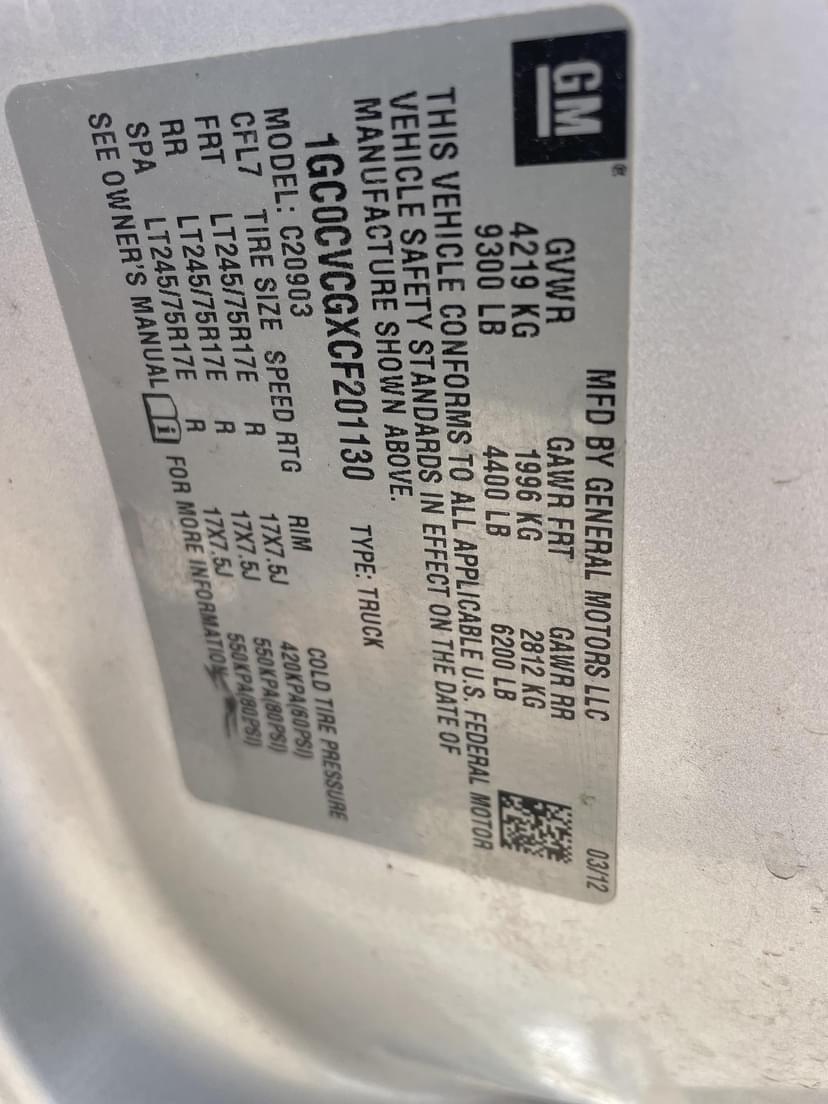 GM®
MFD BY GENERAL MOTORS LLC 03/12
GVWR GAWR FRT GAWR RR
4219 KG 1996 KG 2812 KG
9300 LB 4400 LB 6200 LB
THIS VEHICLE CONFORMS TO ALL APPLICABLE U.S. FEDERAL MOTOR
VEHICLE SAFETY STANDARDS IN EFFECT ON THE DATE OF
MANUFACTURE SHOWN ABOVE.
1GC0CVCGXCF201130 TYPE: TRUCK
MODEL: C20903
CFL7 TIRE SIZE SPEED RTG RIM COLD TIRE PRESSURE
FRT LT245/75R17E R 17X7.5J 420KPA(60PSI)
RR LT245/75R17E R 17X7.5J 550KPA(80PSI)
SPA LT245/75R17E R 17X7.5J 550KPA(80PSI)
SEE OWNER'S MANUAL i FOR MORE INFORMATION